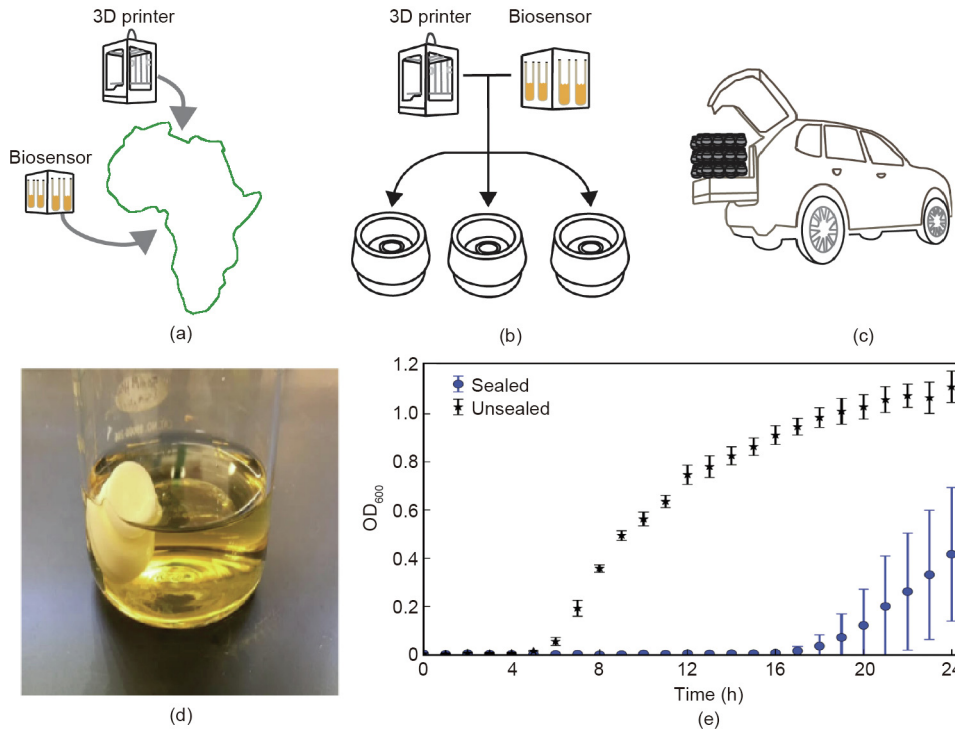 3D printer
Biosensor
(a)
3D printer
Biosensor
(b)
(c)
(d)
Sealed
Unsealed
OD600
1.2
1.0
0.8
0.6
0.4
0.2
0
0 4 8 12 16 20 24
Time (h)
(e)